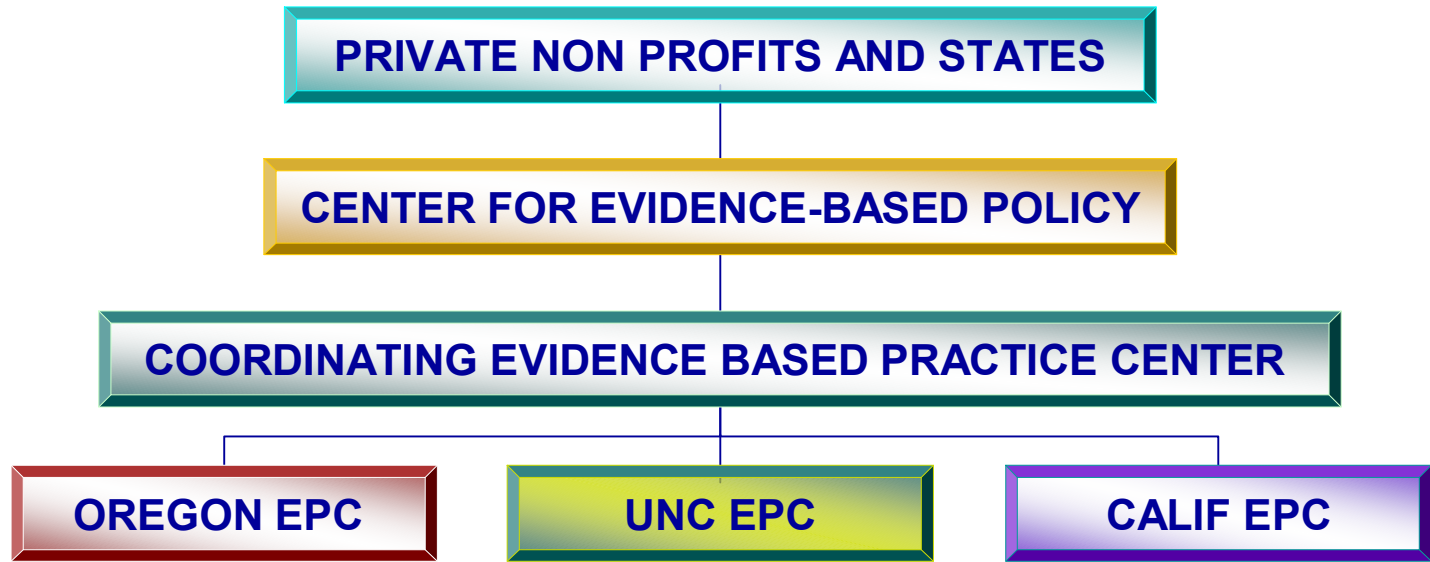 PRIVATE NON PROFITS AND STATES
CENTER FOR EVIDENCE-BASED POLICY
COORDINATING EVIDENCE BASED PRACTICE CENTER
OREGON EPC
UNC EPC
CALIF EPC